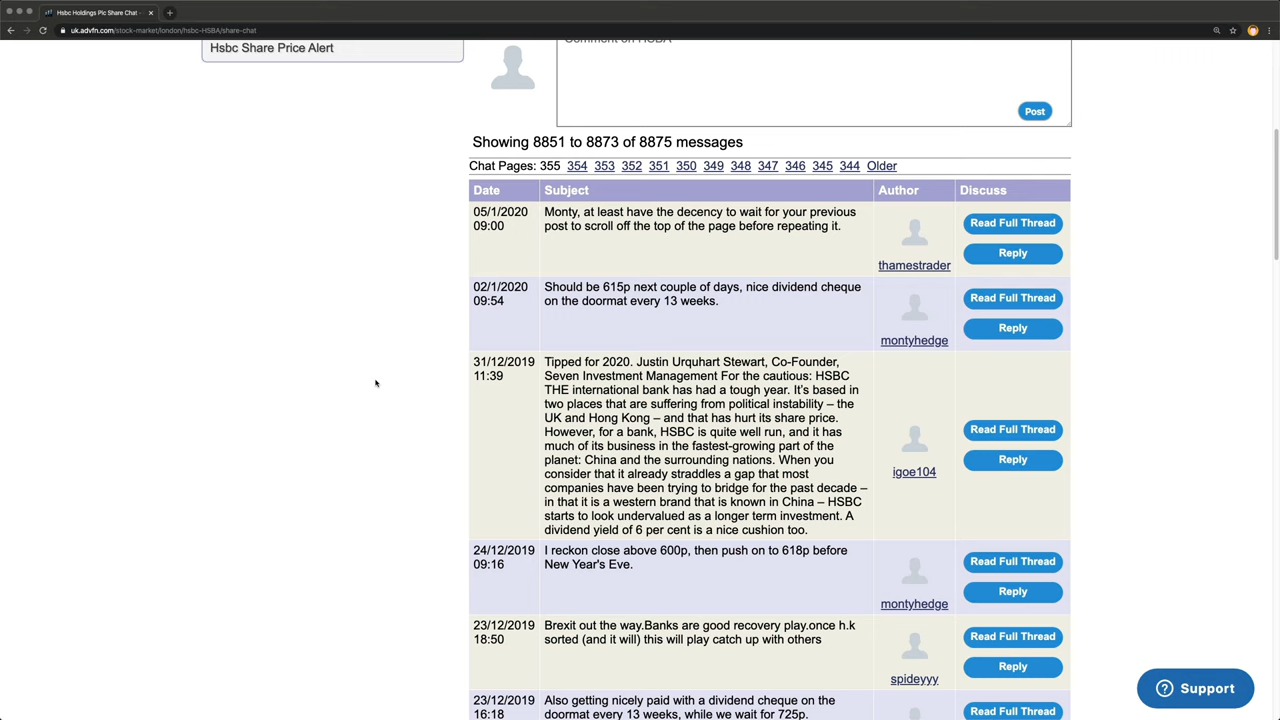 Hsbc Holdings Plc Share Chat -
uk.advfn.com/stock-market/london/hsbc-HSBA/share-chat
Hsbc Share Price Alert
Comment on HSBA
Post
Showing 8851 to 8873 of 8875 messages
Chat Pages: 355 354 353 352 351 350 349 348 347 346 345 344 Older
Date Subject Author Discuss
05/1/2020
09:00
Monty, at least have the decency to wait for your previous
post to scroll off the top of the page before repeating it.
thamestrader
Read Full Thread
Reply
02/1/2020
09:54
Should be 615p next couple of days, nice dividend cheque
on the doormat every 13 weeks.
montyhedge
Read Full Thread
Reply
31/12/2019
11:39
Tipped for 2020. Justin Urquhart Stewart, Co-Founder,
Seven Investment Management For the cautious: HSBC
THE international bank has had a tough year. It's based in
two places that are suffering from political instability – the
UK and Hong Kong – and that has hurt its share price.
However, for a bank, HSBC is quite well run, and it has
much of its business in the fastest-growing part of the
planet: China and the surrounding nations. When you
consider that it already straddles a gap that most
companies have been trying to bridge for the past decade –
in that it is a western brand that is known in China – HSBC
starts to look undervalued as a longer term investment. A
dividend yield of 6 per cent is a nice cushion too.
igoe104
Read Full Thread
Reply
24/12/2019
09:16
I reckon close above 600p, then push on to 618p before
New Year's Eve.
montyhedge
Read Full Thread
Reply
23/12/2019
18:50
Brexit out the way.Banks are good recovery play.once h.k
sorted (and it will) this will play catch up with others
spideyyy
Read Full Thread
Reply
23/12/2019
16:18
Also getting nicely paid with a dividend cheque on the
doormat every 13 weeks, while we wait for 725p.
Read Full Thread
Support